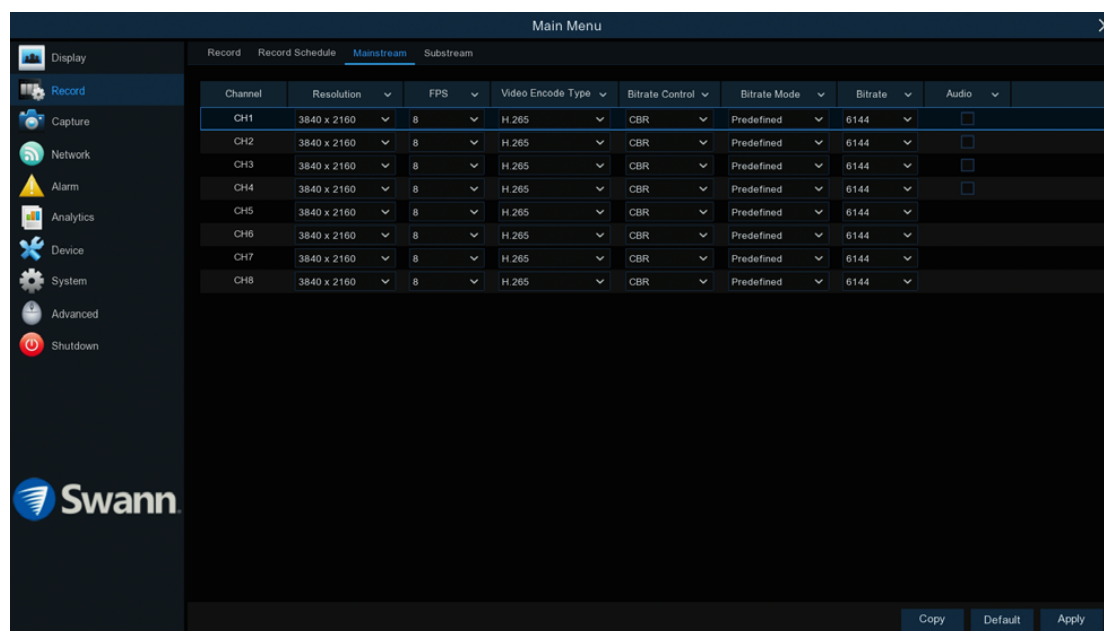 Main Menu
Display
Record
Capture
Network
Alarm
Analytics
Device
System
Advanced
Shutdown
Swann
Record Record Schedule Mainstream Substream
Channel Resolution FPS Video Encode Type Bitrate Control Bitrate Mode Bitrate Audio
CH1 3840 x 2160 8 H.265 CBR Predefined 6144
CH2 3840 x 2160 8 H.265 CBR Predefined 6144
CH3 3840 x 2160 8 H.265 CBR Predefined 6144
CH4 3840 x 2160 8 H.265 CBR Predefined 6144
CH5 3840 x 2160 8 H.265 CBR Predefined 6144
CH6 3840 x 2160 8 H.265 CBR Predefined 6144
CH7 3840 x 2160 8 H.265 CBR Predefined 6144
CH8 3840 x 2160 8 H.265 CBR Predefined 6144
Copy Default Apply